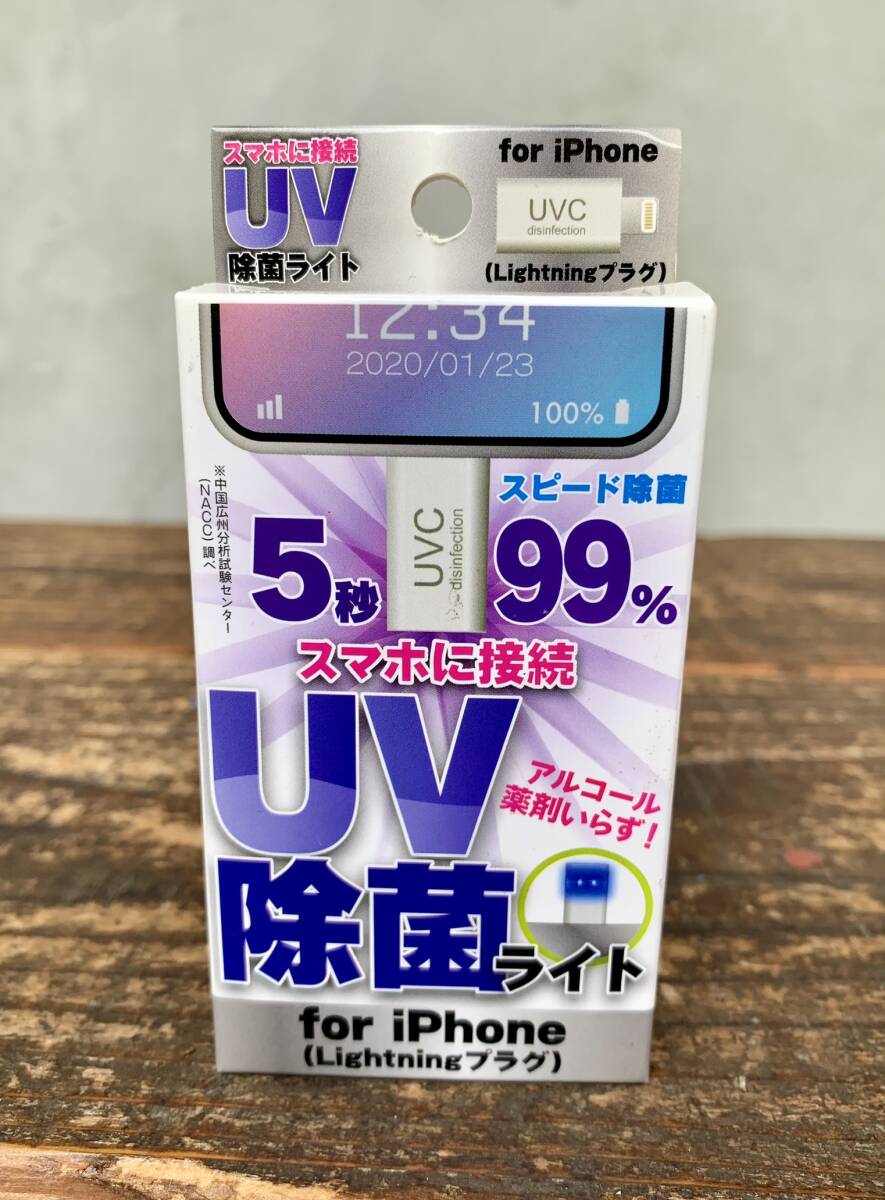 スマホに接続
UV
除菌ライト
for iPhone
UVC
disinfection
(Lightningプラグ)
12:34
2020/01/23
100%
※中国広州分析試験センター
(NACC)調べ
UVC
disinfection
スピード除菌
5秒
99%
スマホに接続
UV
除菌ライト
アルコール
薬剤いらず!
for iPhone
(Lightningプラグ)